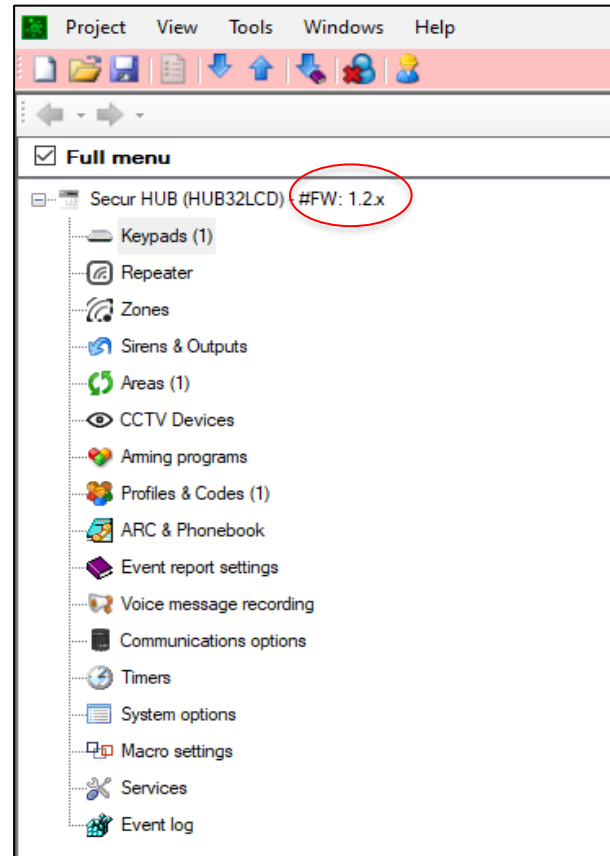 Project View Tools Windows Help
Full menu
Secur HUB (HUB32LCD) - #FW: 1.2.x
Keypads (1)
Repeater
Zones
Sirens & Outputs
Areas (1)
CCTV Devices
Arming programs
Profiles & Codes (1)
ARC & Phonebook
Event report settings
Voice message recording
Communications options
Timers
System options
Macro settings
Services
Event log